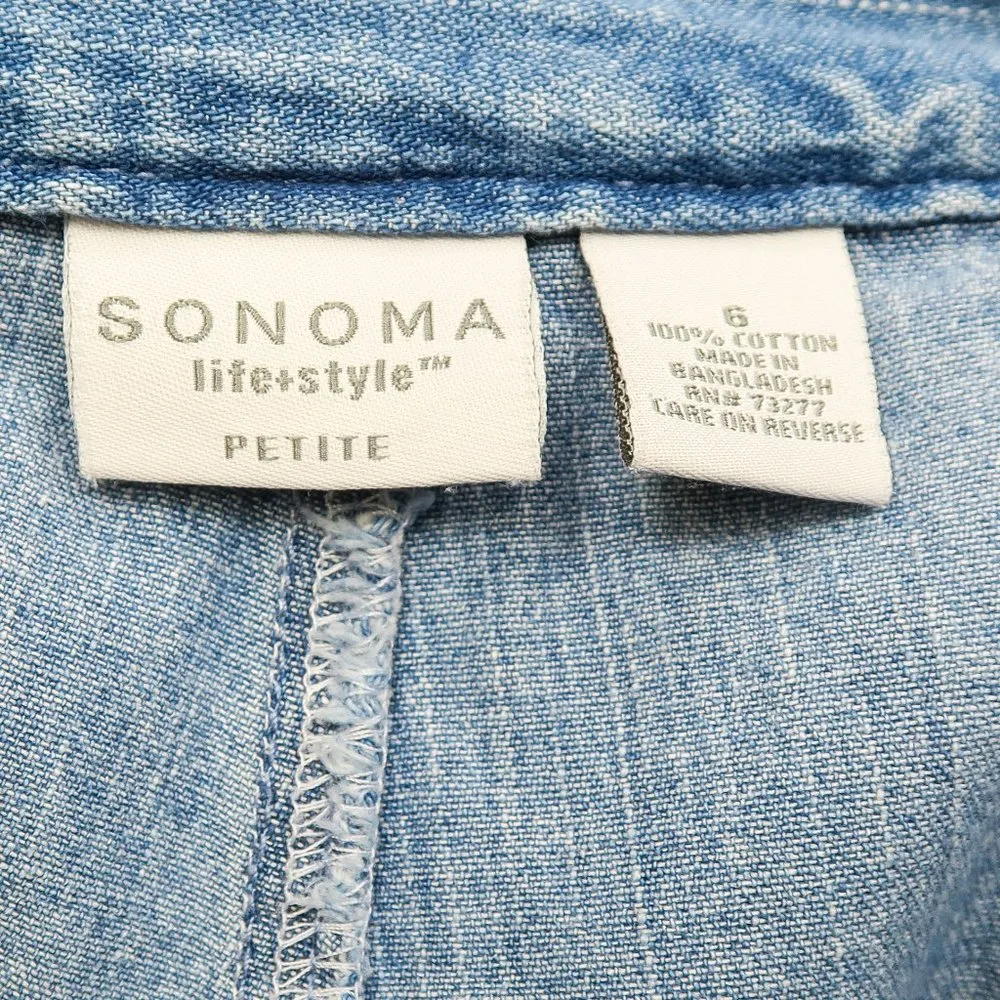 SONOMA
life+style™
PETITE
6
100% COTTON
MADE IN
BANGLADESH
RN# 73277
CARE ON REVERSE